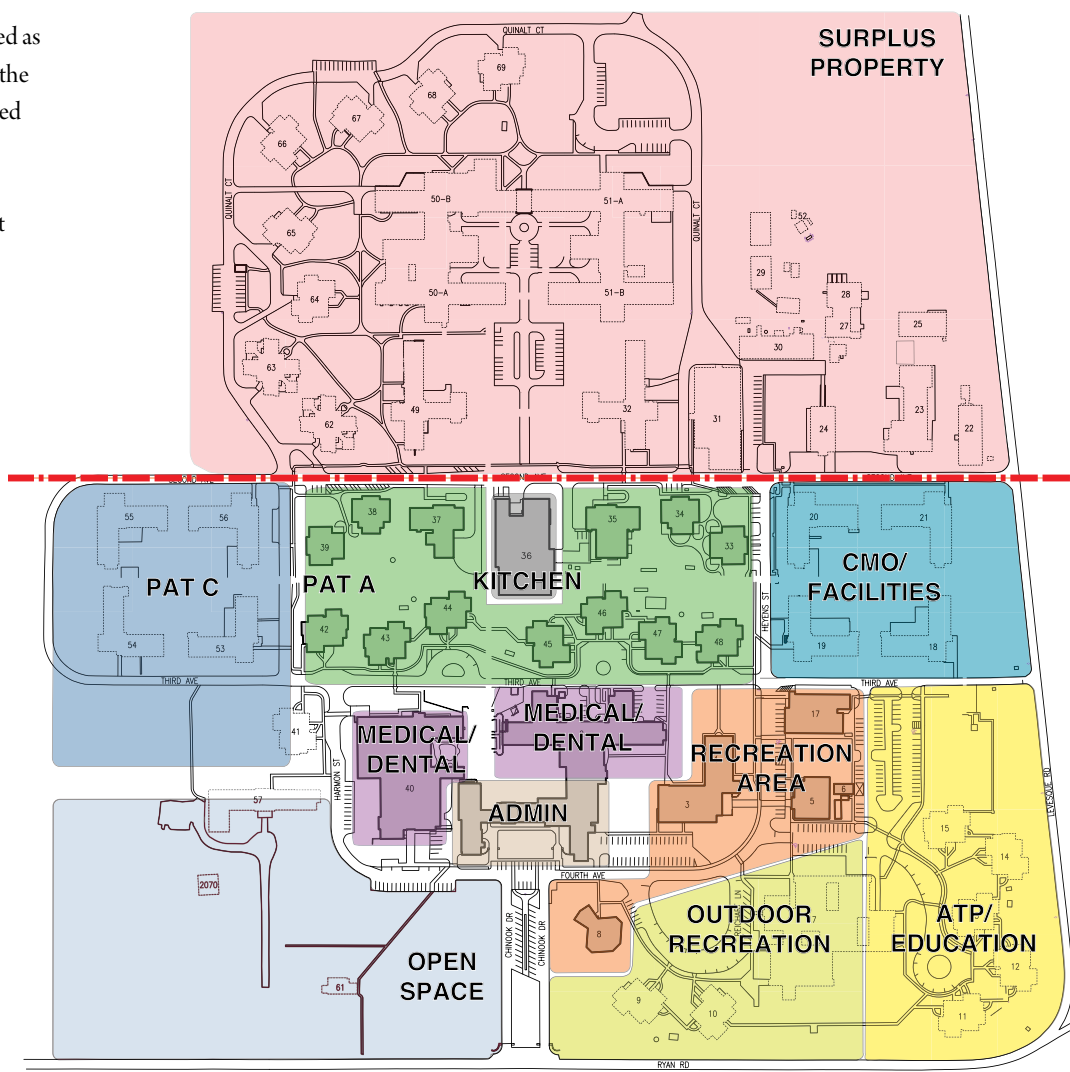 ed as
the
ed
t
SURPLUS
PROPERTY
QUINALT CT
69
68
67
66
QUINALT CT
50-B
51-A
QUINALT CT
65
52
29
64
50-A
51-B
28
27
25
30
63
49
32
31
62
24
23
22
SECOND AVE
55
56
38
37
36
35
34
33
39
20
21
PAT C
PAT A
KITCHEN
CMO/
FACILITIES
HEYENS ST
44
46
42
43
45
47
48
54
53
19
18
THIRD AVE
THIRD AVE
THIRD AVE
41
MEDICAL/
DENTAL
MEDICAL/
DENTAL
17
RECREATION
AREA
HARMON ST
40
ADMIN
3
5
6
57
LEVESQUE RD
15
14
FOURTH AVE
2070
CHINOOK DR
CHINOOK DR
8
OUTDOOR
RECREATION
7
ATP/
EDUCATION
OPEN
SPACE
61
9
10
12
11
RYAN RD